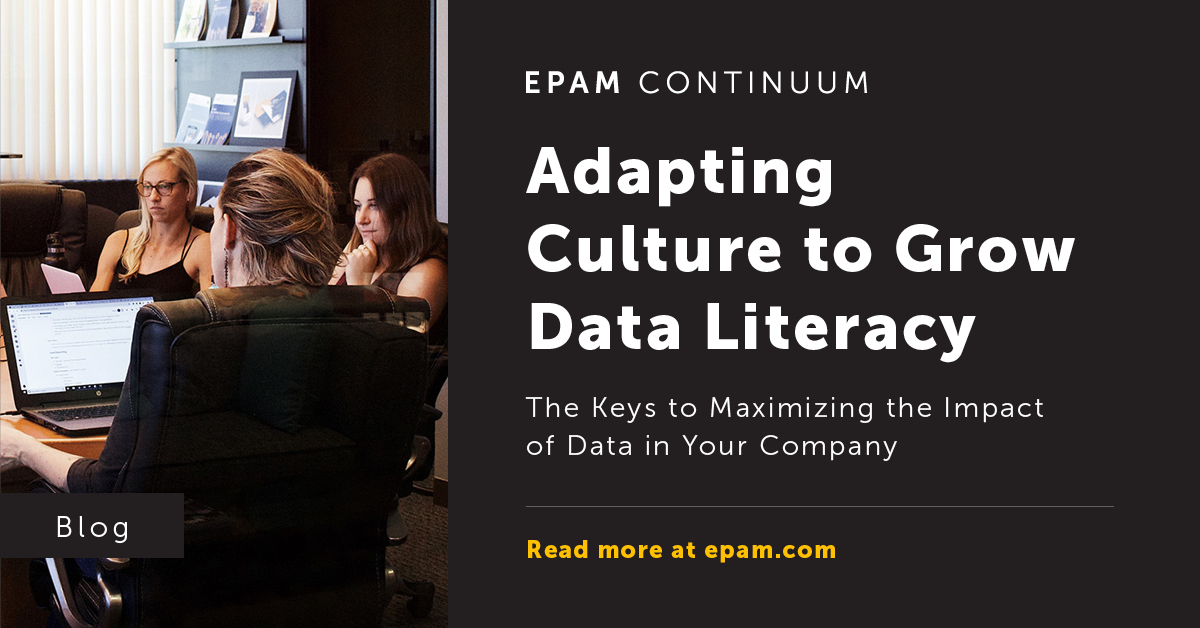 EPAM CONTINUUM
Adapting
Culture to Grow
Data Literacy
The Keys to Maximizing the Impact
of Data in Your Company
Read more at epam.com
Blog